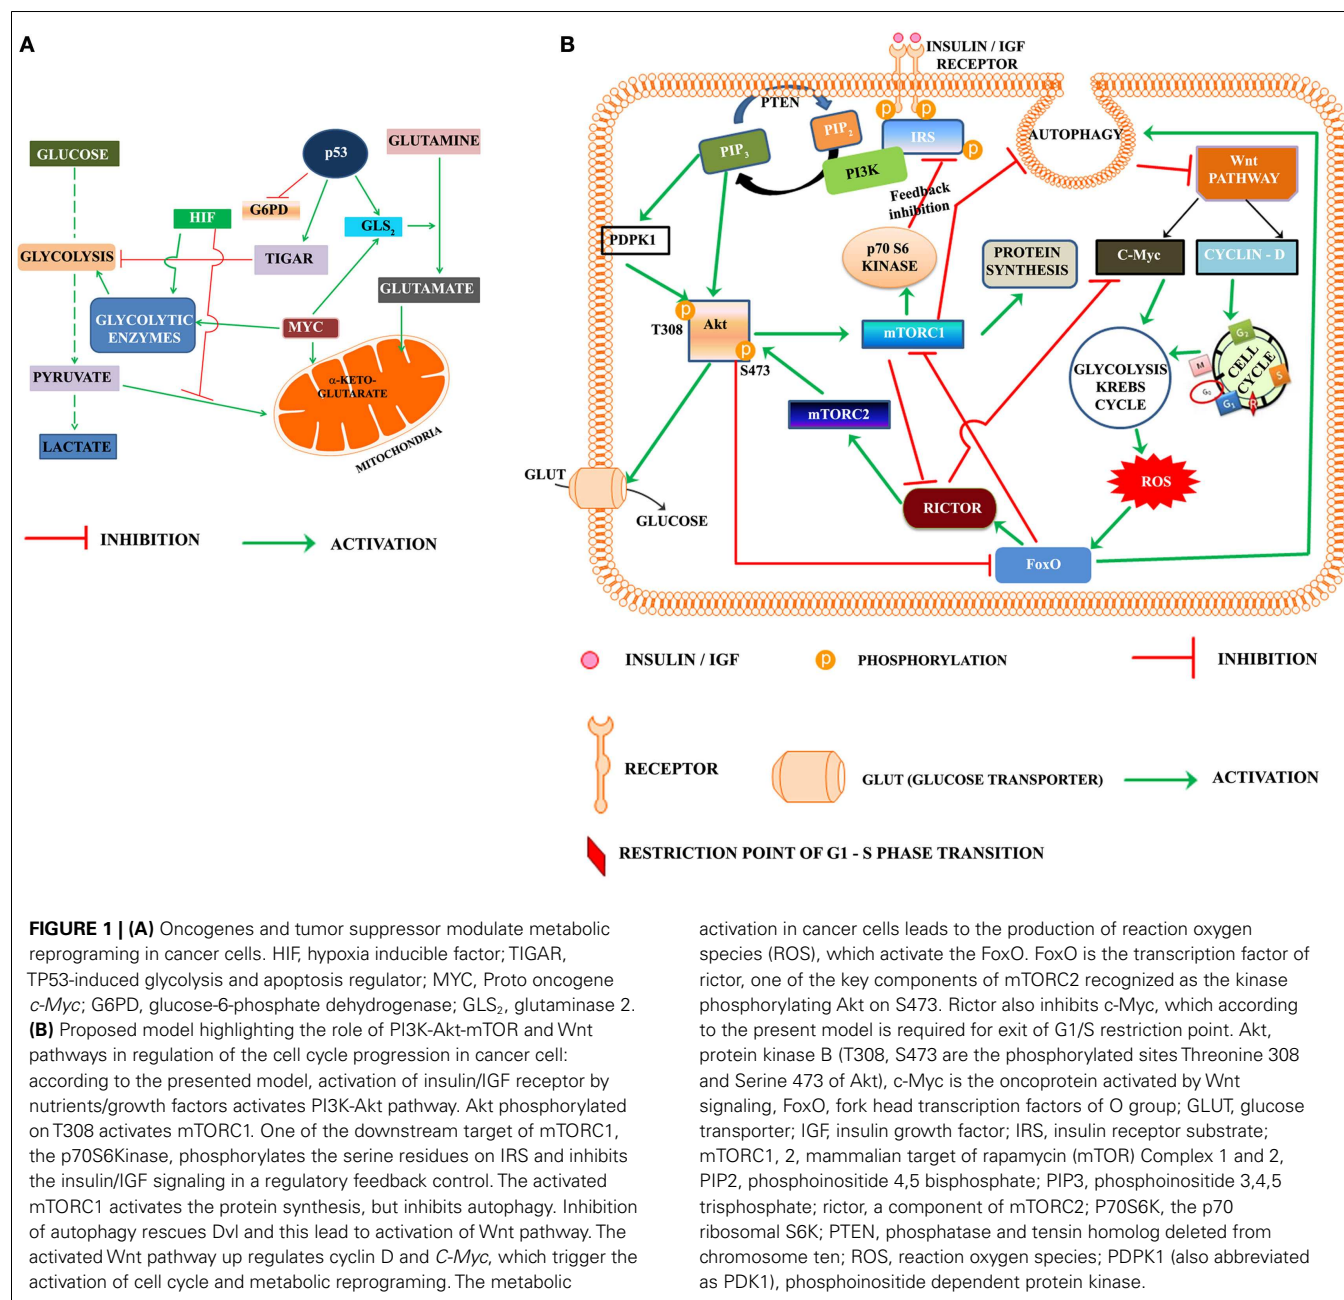 A
GLUCOSE
p53
GLUTAMINE
HIF
G6PD
GLS2
GLYCOLYSIS
TIGAR
GLUTAMATE
GLYCOLYTIC
ENZYMES
MYC
PYRUVATE
α-KETO-
GLUTARATE
LACTATE
MITOCHONDRIA
INHIBITION
ACTIVATION
B
INSULIN / IGF
RECEPTOR
PTEN
p
p
PIP2
IRS
p
AUTOPHAGY
PIP3
PI3K
Wnt
PATHWAY
Feedback
inhibition
PDPK1
p70 S6
KINASE
PROTEIN
SYNTHESIS
C-Myc
CYCLIN - D
p
T308
Akt
mTORC1
p
S473
G2
M
CELL
CYCLE
S
G0
G1
R
GLYCOLYSIS
KREBS
CYCLE
mTORC2
GLUT
GLUCOSE
RICTOR
ROS
FoxO
INSULIN / IGF
p
PHOSPHORYLATION
INHIBITION
RECEPTOR
GLUT (GLUCOSE TRANSPORTER)
ACTIVATION
RESTRICTION POINT OF G1 - S PHASE TRANSITION
FIGURE 1 | (A) Oncogenes and tumor suppressor modulate metabolic
reprograming in cancer cells. HIF, hypoxia inducible factor; TIGAR,
TP53-induced glycolysis and apoptosis regulator; MYC, Proto oncogene
c-Myc; G6PD, glucose-6-phosphate dehydrogenase; GLS2, glutaminase 2.
(B) Proposed model highlighting the role of PI3K-Akt-mTOR and Wnt
pathways in regulation of the cell cycle progression in cancer cell:
according to the presented model, activation of insulin/IGF receptor by
nutrients/growth factors activates PI3K-Akt pathway. Akt phosphorylated
on T308 activates mTORC1. One of the downstream target of mTORC1,
the p70S6Kinase, phosphorylates the serine residues on IRS and inhibits
the insulin/IGF signaling in a regulatory feedback control. The activated
mTORC1 activates the protein synthesis, but inhibits autophagy. Inhibition
of autophagy rescues Dvl and this lead to activation of Wnt pathway. The
activated Wnt pathway up regulates cyclin D and C-Myc, which trigger the
activation of cell cycle and metabolic reprograming. The metabolic
activation in cancer cells leads to the production of reaction oxygen
species (ROS), which activate the FoxO. FoxO is the transcription factor of
rictor, one of the key components of mTORC2 recognized as the kinase
phosphorylating Akt on S473. Rictor also inhibits c-Myc, which according
to the present model is required for exit of G1/S restriction point. Akt,
protein kinase B (T308, S473 are the phosphorylated sites Threonine 308
and Serine 473 of Akt), c-Myc is the oncoprotein activated by Wnt
signaling, FoxO, fork head transcription factors of O group; GLUT, glucose
transporter; IGF, insulin growth factor; IRS, insulin receptor substrate;
mTORC1, 2, mammalian target of rapamycin (mTOR) Complex 1 and 2,
PIP2, phosphoinositide 4,5 bisphosphate; PIP3, phosphoinositide 3,4,5
trisphosphate; rictor, a component of mTORC2; P70S6K, the p70
ribosomal S6K; PTEN, phosphatase and tensin homolog deleted from
chromosome ten; ROS, reaction oxygen species; PDPK1 (also abbreviated
as PDK1), phosphoinositide dependent protein kinase.